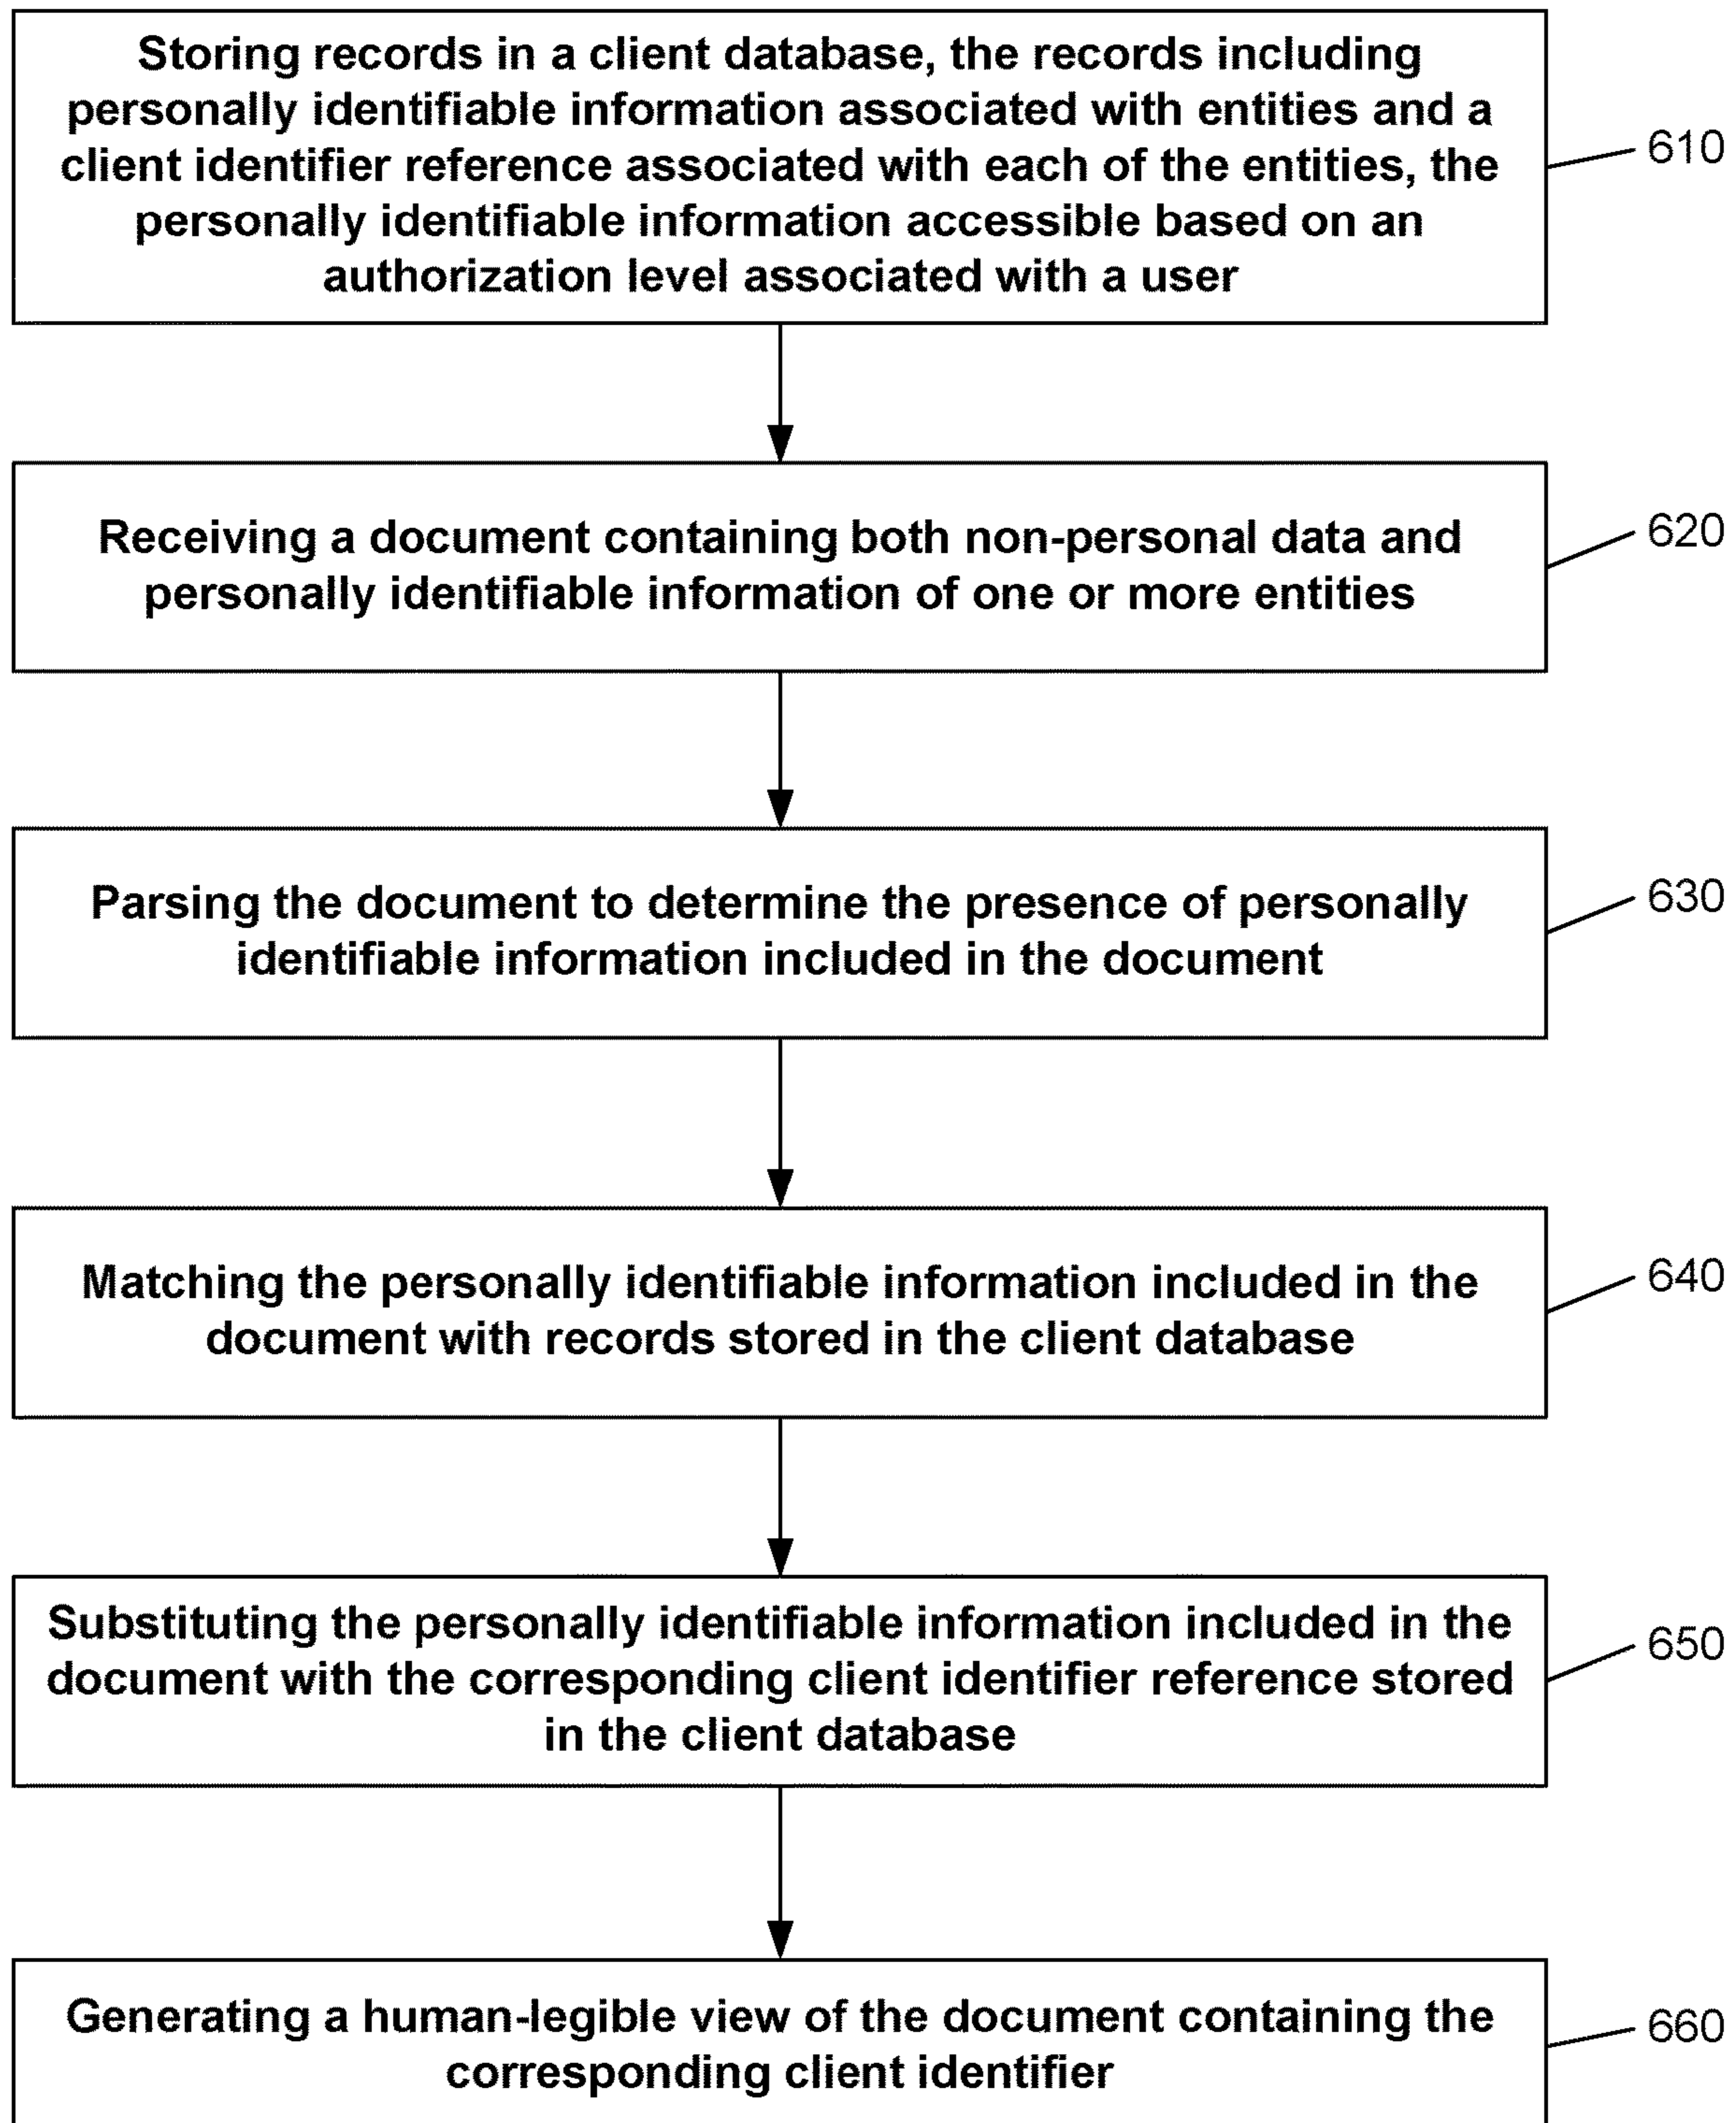 Storing records in a client database, the records including
personally identifiable information associated with entities and a
client identifier reference associated with each of the entities, the
personally identifiable information accessible based on an
authorization level associated with a user
610
Receiving a document containing both non-personal data and
personally identifiable information of one or more entities
620
Parsing the document to determine the presence of personally
identifiable information included in the document
630
Matching the personally identifiable information included in the
document with records stored in the client database
640
Substituting the personally identifiable information included in the
document with the corresponding client identifier reference stored
in the client database
650
Generating a human-legible view of the document containing the
corresponding client identifier
660